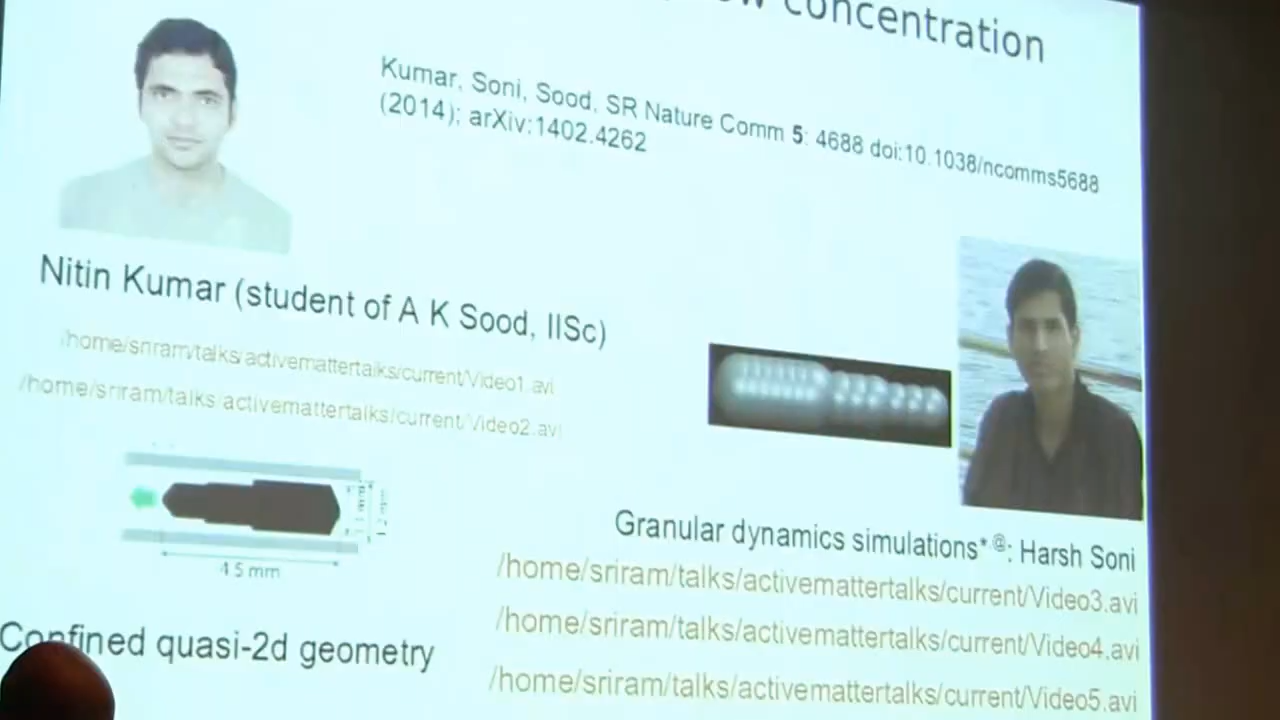 concentration
Kumar, Soni, Sood, SR Nature Comm 5: 4688 doi:10.1038/ncomms5688
(2014); arXiv:1402.4262
Nitin Kumar (student of A K Sood, IISc)
/home/sriram/talks/activemattertalks/current/Video1.avi
/home/sriram/talks/activemattertalks/current/Video2.avi
4.5 mm
Granular dynamics simulations*,@: Harsh Soni
/home/sriram/talks/activemattertalks/current/Video3.avi
/home/sriram/talks/activemattertalks/current/Video4.avi
Confined quasi-2d geometry
/home/sriram/talks/activemattertalks/current/Video5.avi